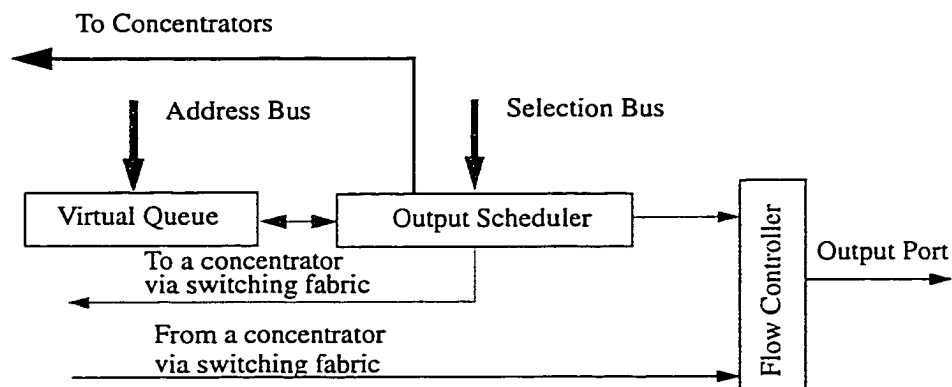 To Concentrators
Address Bus
Selection Bus
Virtual Queue
Output Scheduler
Flow Controller
Output Port
To a concentrator
via switching fabric
From a concentrator
via switching fabric